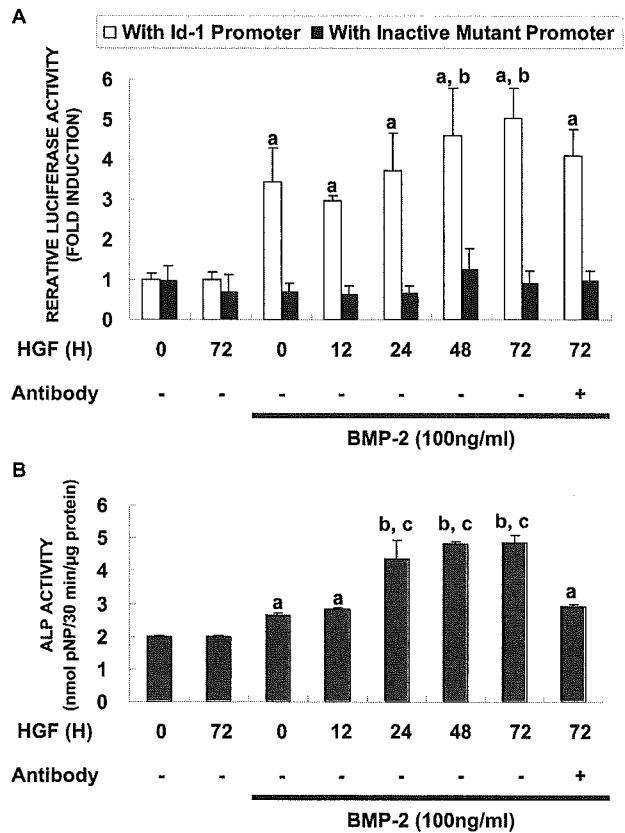 A
With Id-1 Promoter With Inactive Mutant Promoter
RERATIVE LUCIFERASE ACTIVITY
(FOLD INDUCTION)
6
5
4
3
2
1
0
a
a
a
a, b
a, b
a
HGF (H) 0 72 0 12 24 48 72 72
Antibody - - - - - - - +
BMP-2 (100ng/ml)
B
ALP ACTIVITY
(nmol pNP/30 min/μg protein)
6
5
4
3
2
1
0
a
a
b, c
b, c
b, c
a
HGF (H) 0 72 0 12 24 48 72 72
Antibody - - - - - - - +
BMP-2 (100ng/ml)